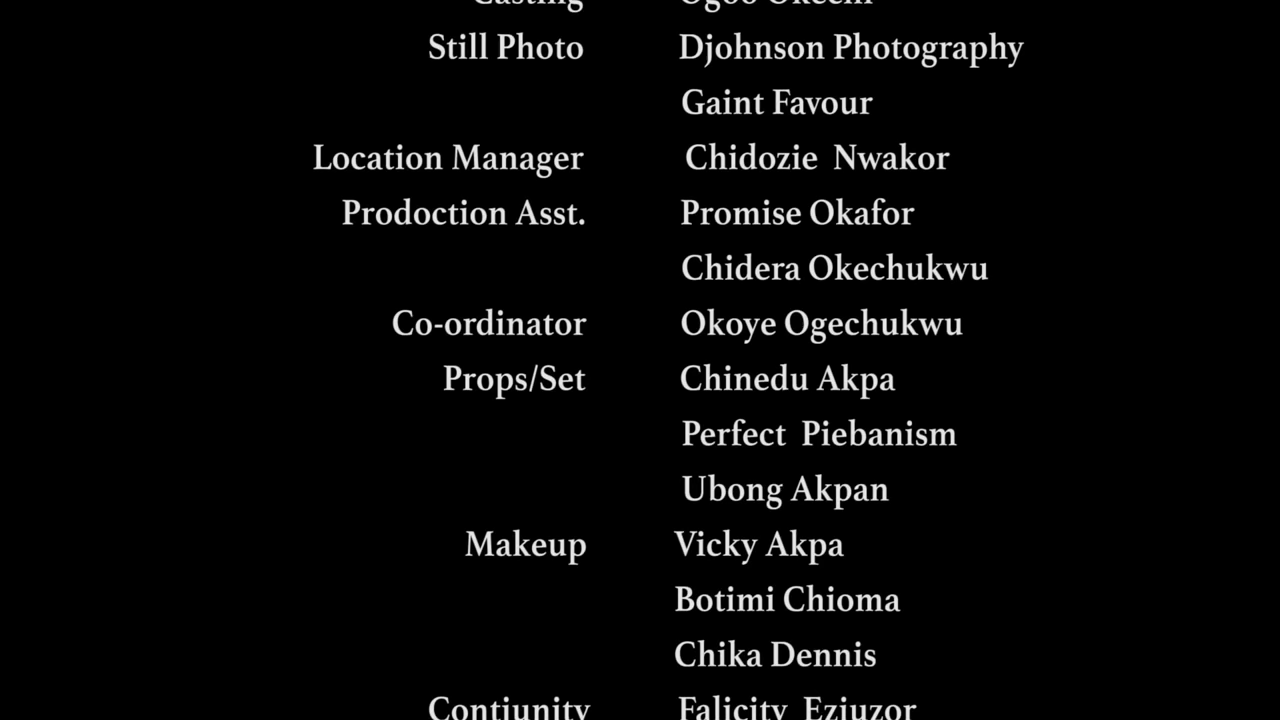 Casting
Still Photo Djohnson Photography
Gaint Favour
Location Manager Chidozie Nwakor
Prodoction Asst. Promise Okafor
Chidera Okechukwu
Co-ordinator Okoye Ogechukwu
Props/Set Chinedu Akpa
Perfect Piebanism
Ubong Akpan
Makeup Vicky Akpa
Botimi Chioma
Chika Dennis
Contiunity Falicity Eziuzor